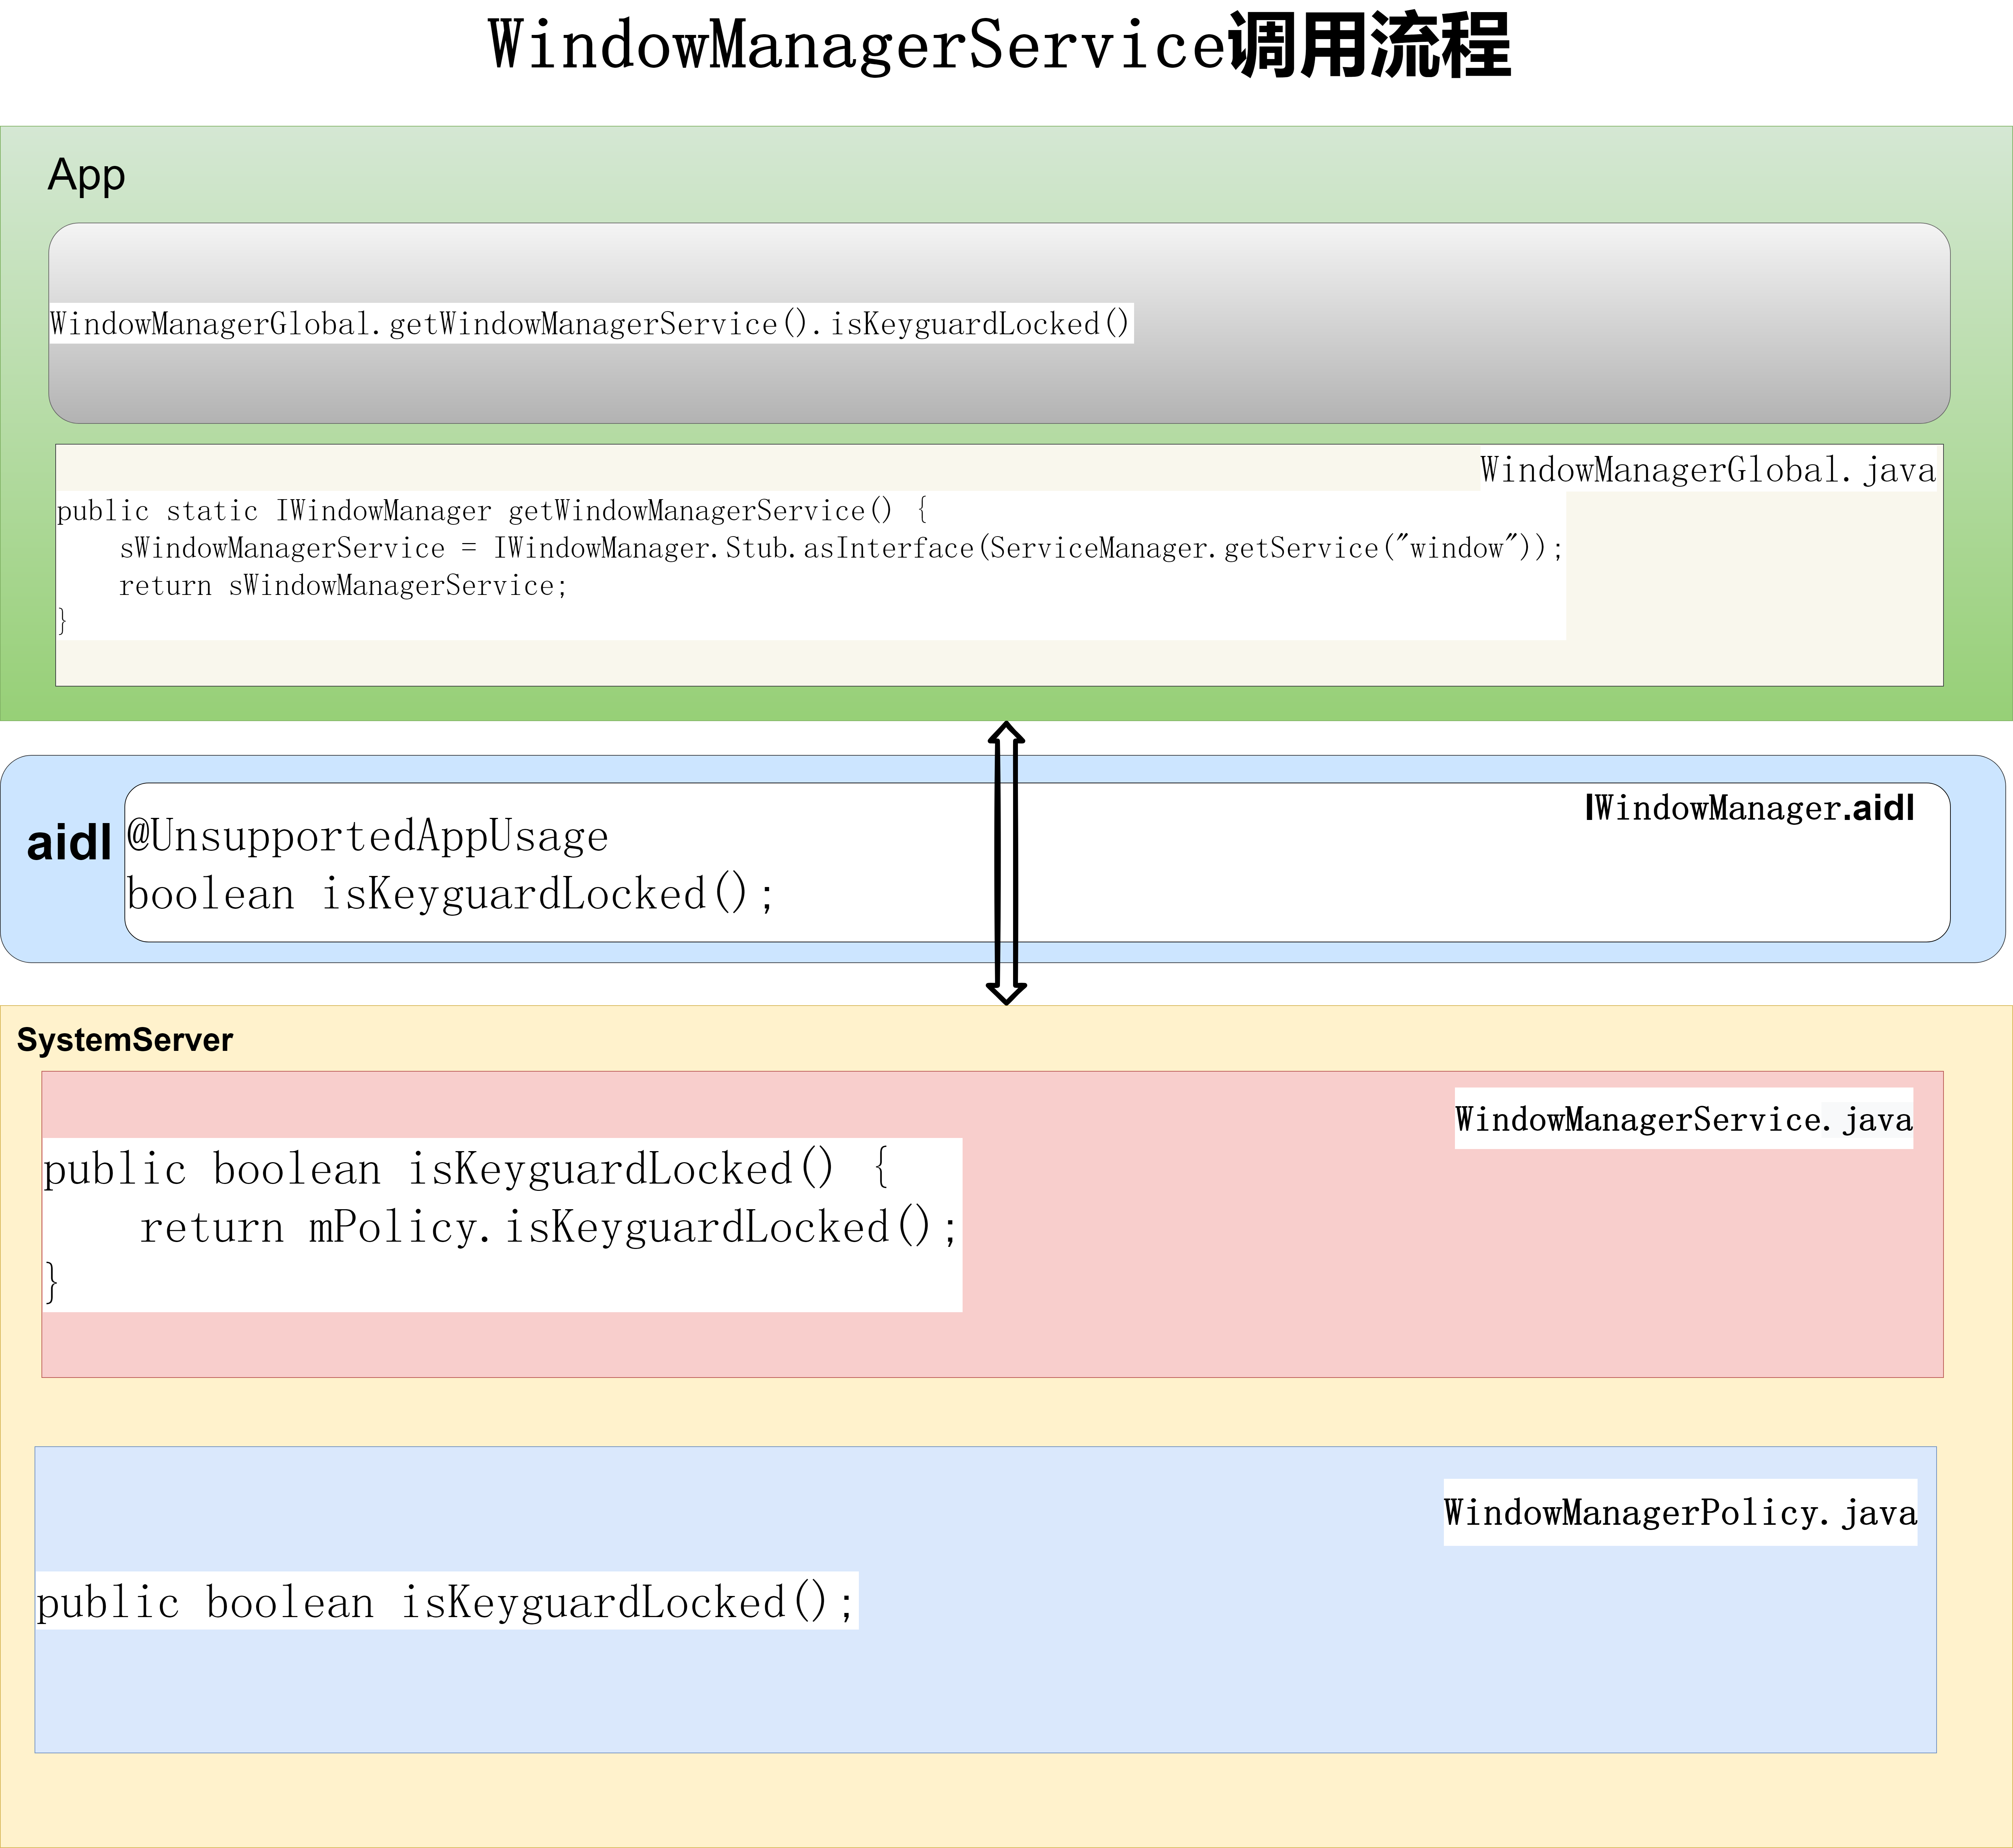 WindowManagerService调用流程
App
WindowManagerGlobal.getWindowManagerService().isKeyguardLocked()
WindowManagerGlobal.java
public static IWindowManager getWindowManagerService() {
    sWindowManagerService = IWindowManager.Stub.asInterface(ServiceManager.getService("window"));
    return sWindowManagerService;
}
aidl
IWindowManager.aidl
@UnsupportedAppUsage
boolean isKeyguardLocked();
SystemServer
WindowManagerService.java
public boolean isKeyguardLocked() {
    return mPolicy.isKeyguardLocked();
}
WindowManagerPolicy.java
public boolean isKeyguardLocked();